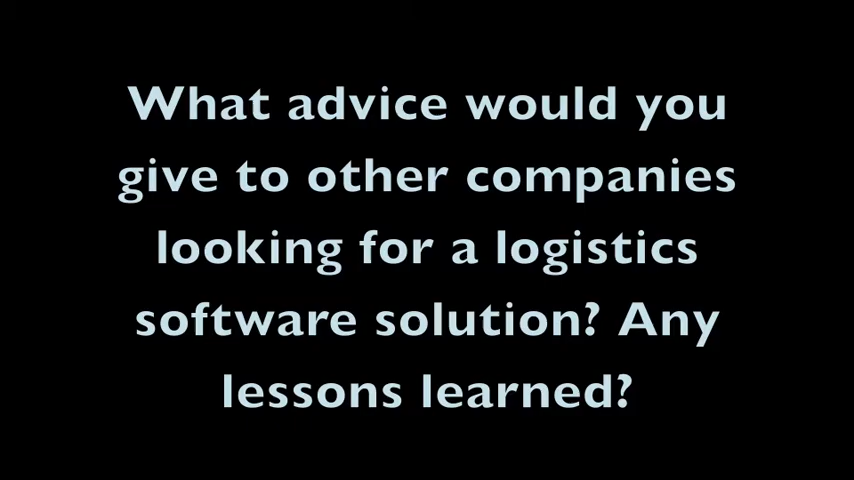 What advice would you
give to other companies
looking for a logistics
software solution? Any
lessons learned?